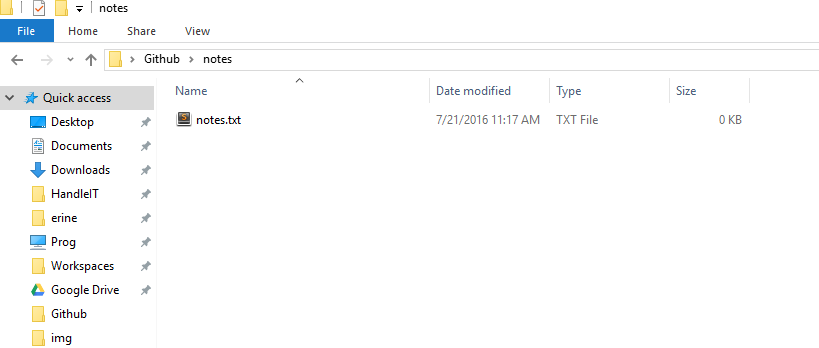 notes
File Home Share View
Github notes
Name Date modified Type Size
Quick access
notes.txt 7/21/2016 11:17 AM TXT File 0 KB
Desktop
Documents
Downloads
HandleIT
erine
Prog
Workspaces
Google Drive
Github
img